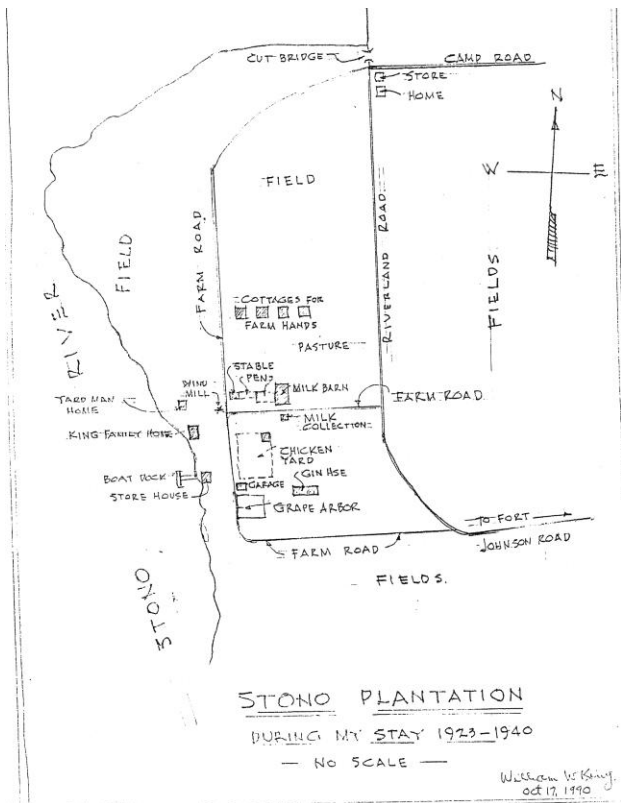 CUT BRIDGE
CAMP ROAD
STORE
HOME
N
W
E
FIELD
FARM ROAD
FIELD
RIVERLAND ROAD
FIELDS
RIVER
COTTAGES FOR
FARM HANDS
PASTURE
STABLE
PENS
WIND
MILL
MILK BARN
FARM ROAD
YARD MAN
HOME
MILK
COLLECTION
KING FAMILY HOME
CHICKEN
YARD
BOAT DOCK
GARAGE
GIN HSE
STORE HOUSE
GRAPE ARBOR
TO FORT
JOHNSON ROAD
FARM ROAD
FIELDS.
STONO
STONO PLANTATION
DURING MY STAY 1923-1940
- NO SCALE -
William W. King.
Oct 17, 1990